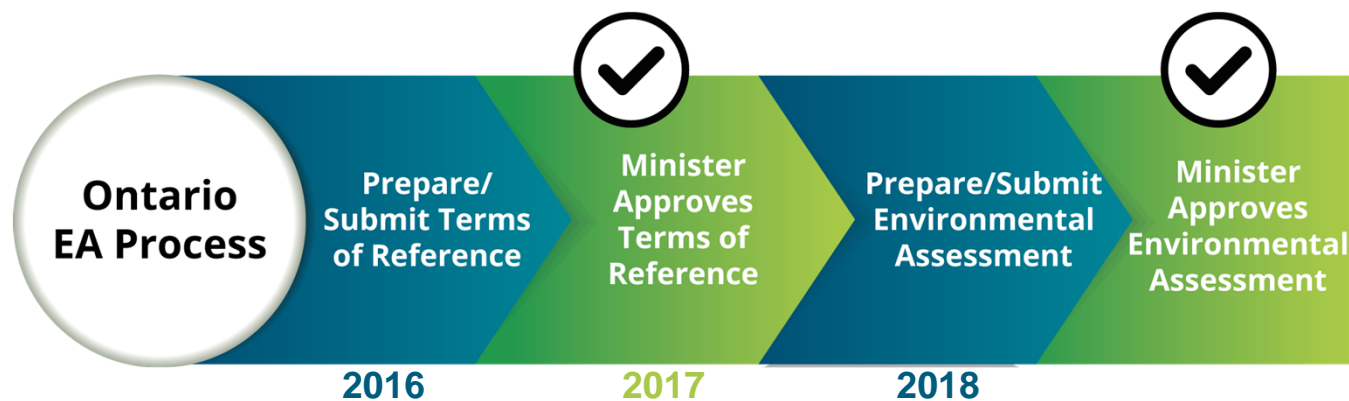 Ontario
EA Process
Prepare/
Submit Terms
of Reference
Minister
Approves
Terms of
Reference
Prepare/Submit
Environmental
Assessment
Minister
Approves
Environmental
Assessment
2016
2017
2018